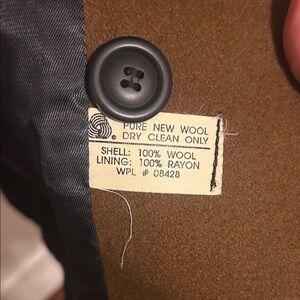 PURE NEW WOOL
DRY CLEAN ONLY
SHELL: 100% WOOL
LINING: 100% RAYON
WPL # 08428